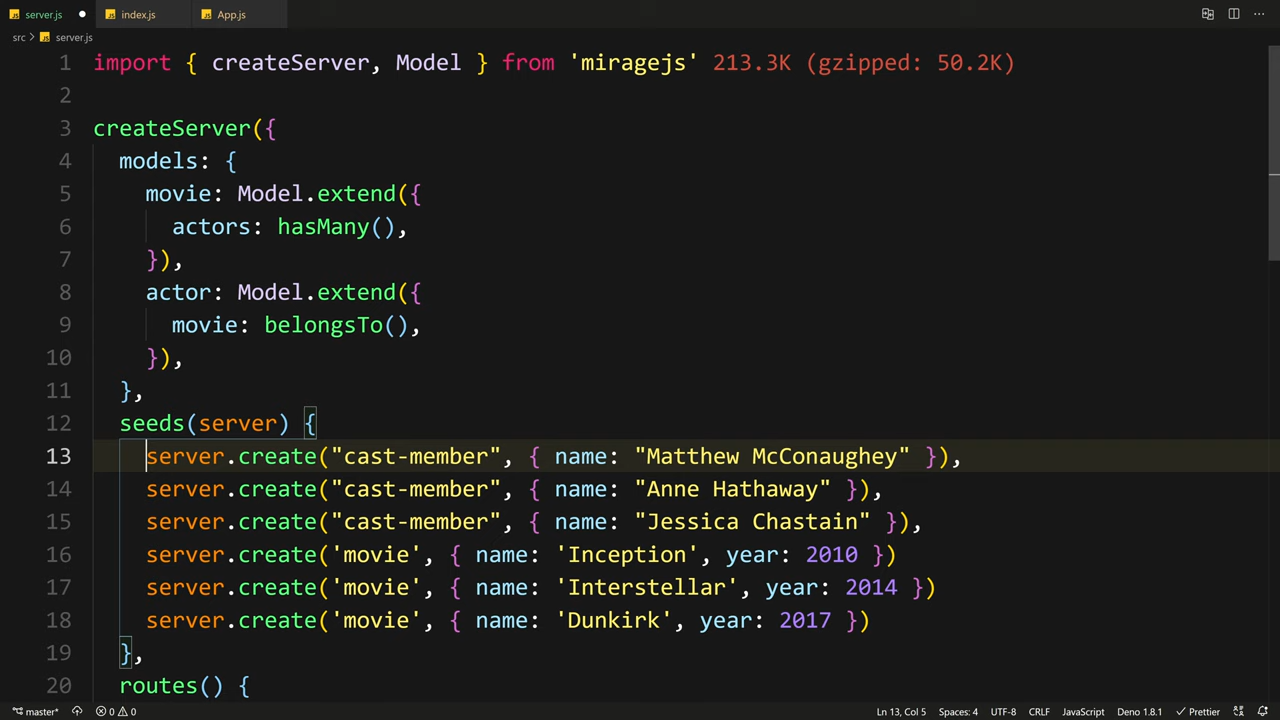 server.js ● index.js App.js
src > server.js
1 import { createServer, Model } from 'miragejs' 213.3K (gzipped: 50.2K)
2
3 createServer({
4 models: {
5 movie: Model.extend({
6 actors: hasMany(),
7 }),
8 actor: Model.extend({
9 movie: belongsTo(),
10 }),
11 },
12 seeds(server) {
13 server.create("cast-member", { name: "Matthew McConaughey" }),
14 server.create("cast-member", { name: "Anne Hathaway" }),
15 server.create("cast-member", { name: "Jessica Chastain" }),
16 server.create('movie', { name: 'Inception', year: 2010 })
17 server.create('movie', { name: 'Interstellar', year: 2014 })
18 server.create('movie', { name: 'Dunkirk', year: 2017 })
19 },
20 routes() {
master* 0 0 Ln 13, Col 5 Spaces: 4 UTF-8 CRLF JavaScript Deno 1.8.1 Prettier